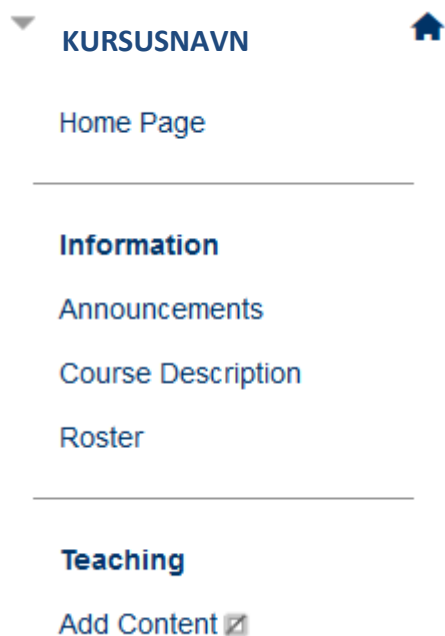 KURSUSNAVN
Home Page
Information
Announcements
Course Description
Roster
Teaching
Add Content